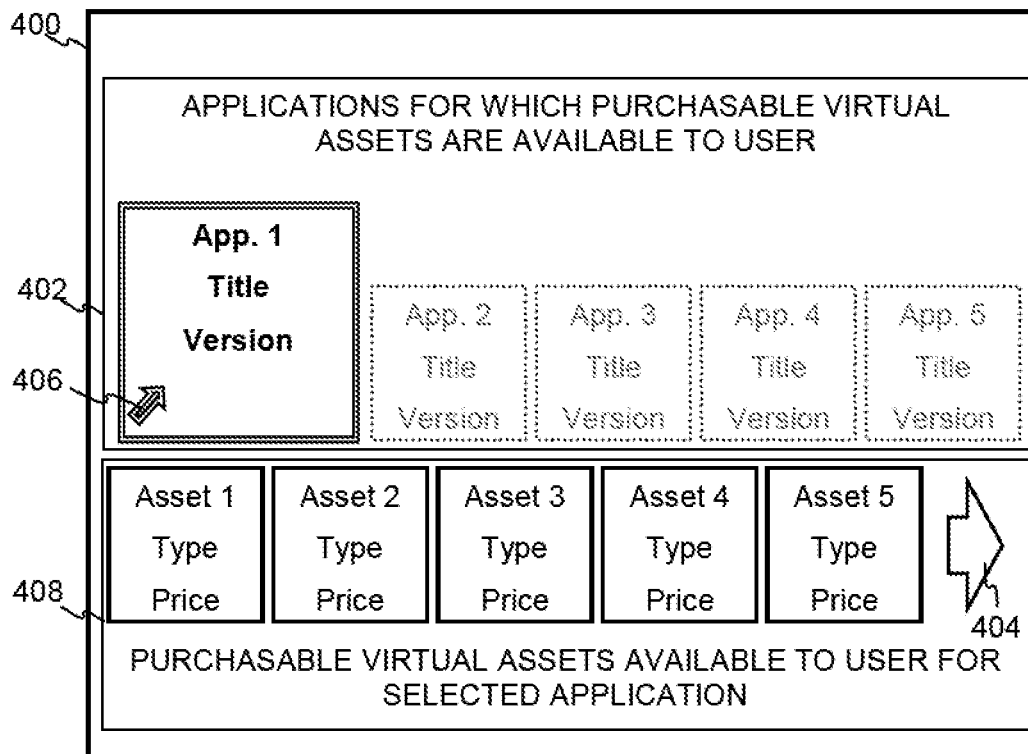 400
APPLICATIONS FOR WHICH PURCHASABLE VIRTUAL
ASSETS ARE AVAILABLE TO USER
App. 1
Title
Version
402
406
App. 2
Title
Version
App. 3
Title
Version
App. 4
Title
Version
App. 5
Title
Version
Asset 1
Type
Price
Asset 2
Type
Price
Asset 3
Type
Price
Asset 4
Type
Price
Asset 5
Type
Price
408
404
PURCHASABLE VIRTUAL ASSETS AVAILABLE TO USER FOR
SELECTED APPLICATION